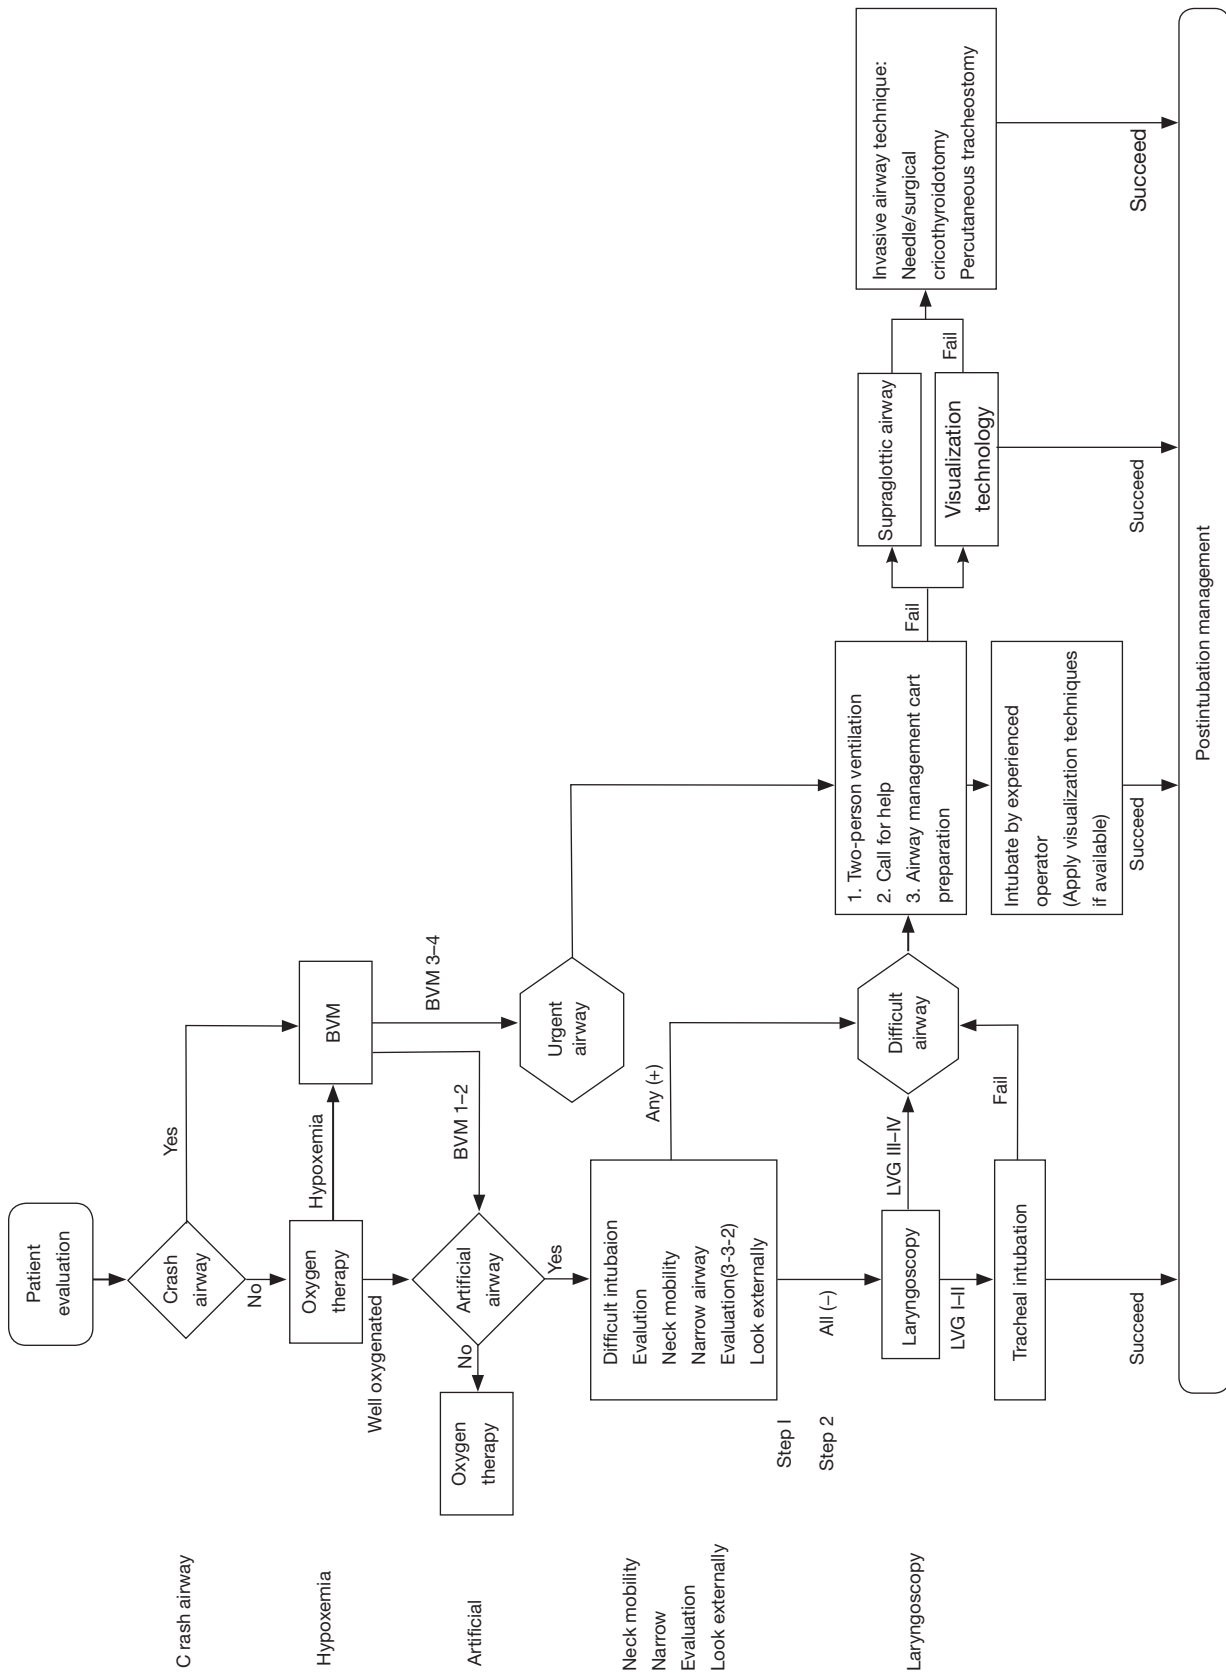 Patient
evaluation
C rash airway
Crash
airway
Yes
No
Hypoxemia
Oxygen
therapy
Hypoxemia
BVM
Well oxygenated
BVM 1–2
BVM 3–4
Artificial
Artificial
airway
No
Yes
Oxygen
therapy
Urgent
airway
Neck mobility
Narrow
Evaluation
Look externally
Difficult intubaion
Evalution
Neck mobility
Narrow airway
Evaluation(3-3-2)
Look externally
Any (+)
Step I
Step 2
All (–)
Laryngoscopy
Laryngoscopy
LVG III–IV
LVG I–II
Difficult
airway
Tracheal intubation
Fail
Succeed
1. Two-person ventilation
2. Call for help
3. Airway management cart
preparation
Fail
Intubate by experienced
operator
(Apply visualization techniques
if available)
Succeed
Supraglottic airway
Visualization
technology
Fail
Succeed
Invasive airway technique:
Needle/surgical
cricothyroidotomy
Percutaneous tracheostomy
Succeed
Postintubation management